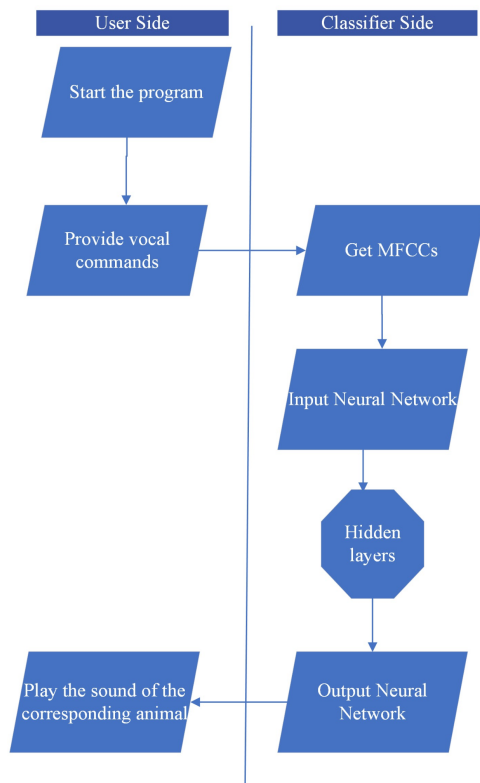 User Side
Classifier Side
Start the program
Provide vocal
commands
Get MFCCs
Input Neural Network
Hidden
layers
Output Neural
Network
Play the sound of the
corresponding animal